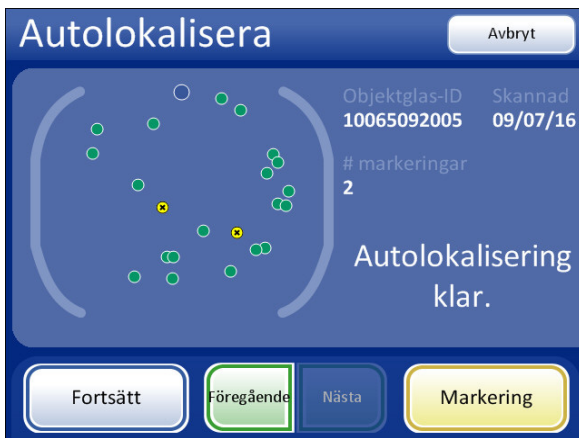 Autolokalisera
Avbryt
Objektglas-ID Skannad
10065092005 09/07/16
# markeringar
2
Autolokalisering
klar.
Fortsätt
Föregående
Nästa
Markering